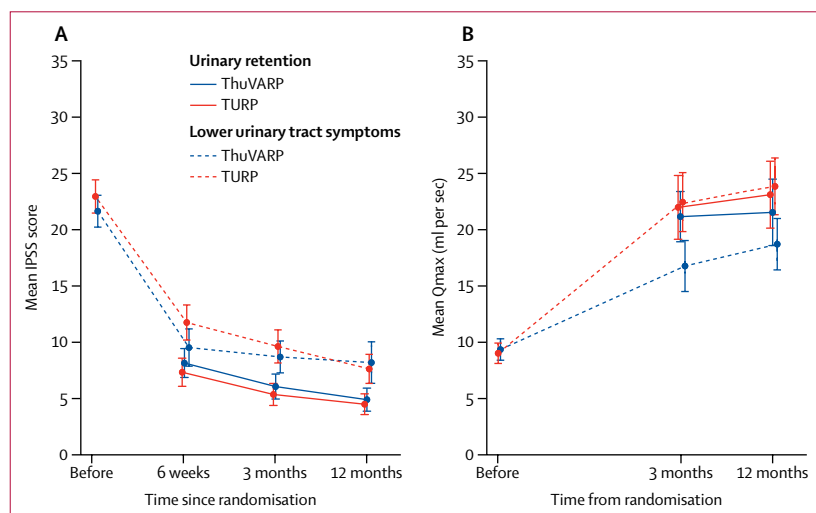 A
Urinary retention
ThuVARP
TURP
Lower urinary tract symptoms
ThuVARP
TURP
35
30
25
20
15
10
5
0
Mean IPSS score
Before 6 weeks 3 months 12 months
Time since randomisation
B
35
30
25
20
15
10
5
0
Mean Qmax (ml per sec)
Before 3 months 12 months
Time from randomisation